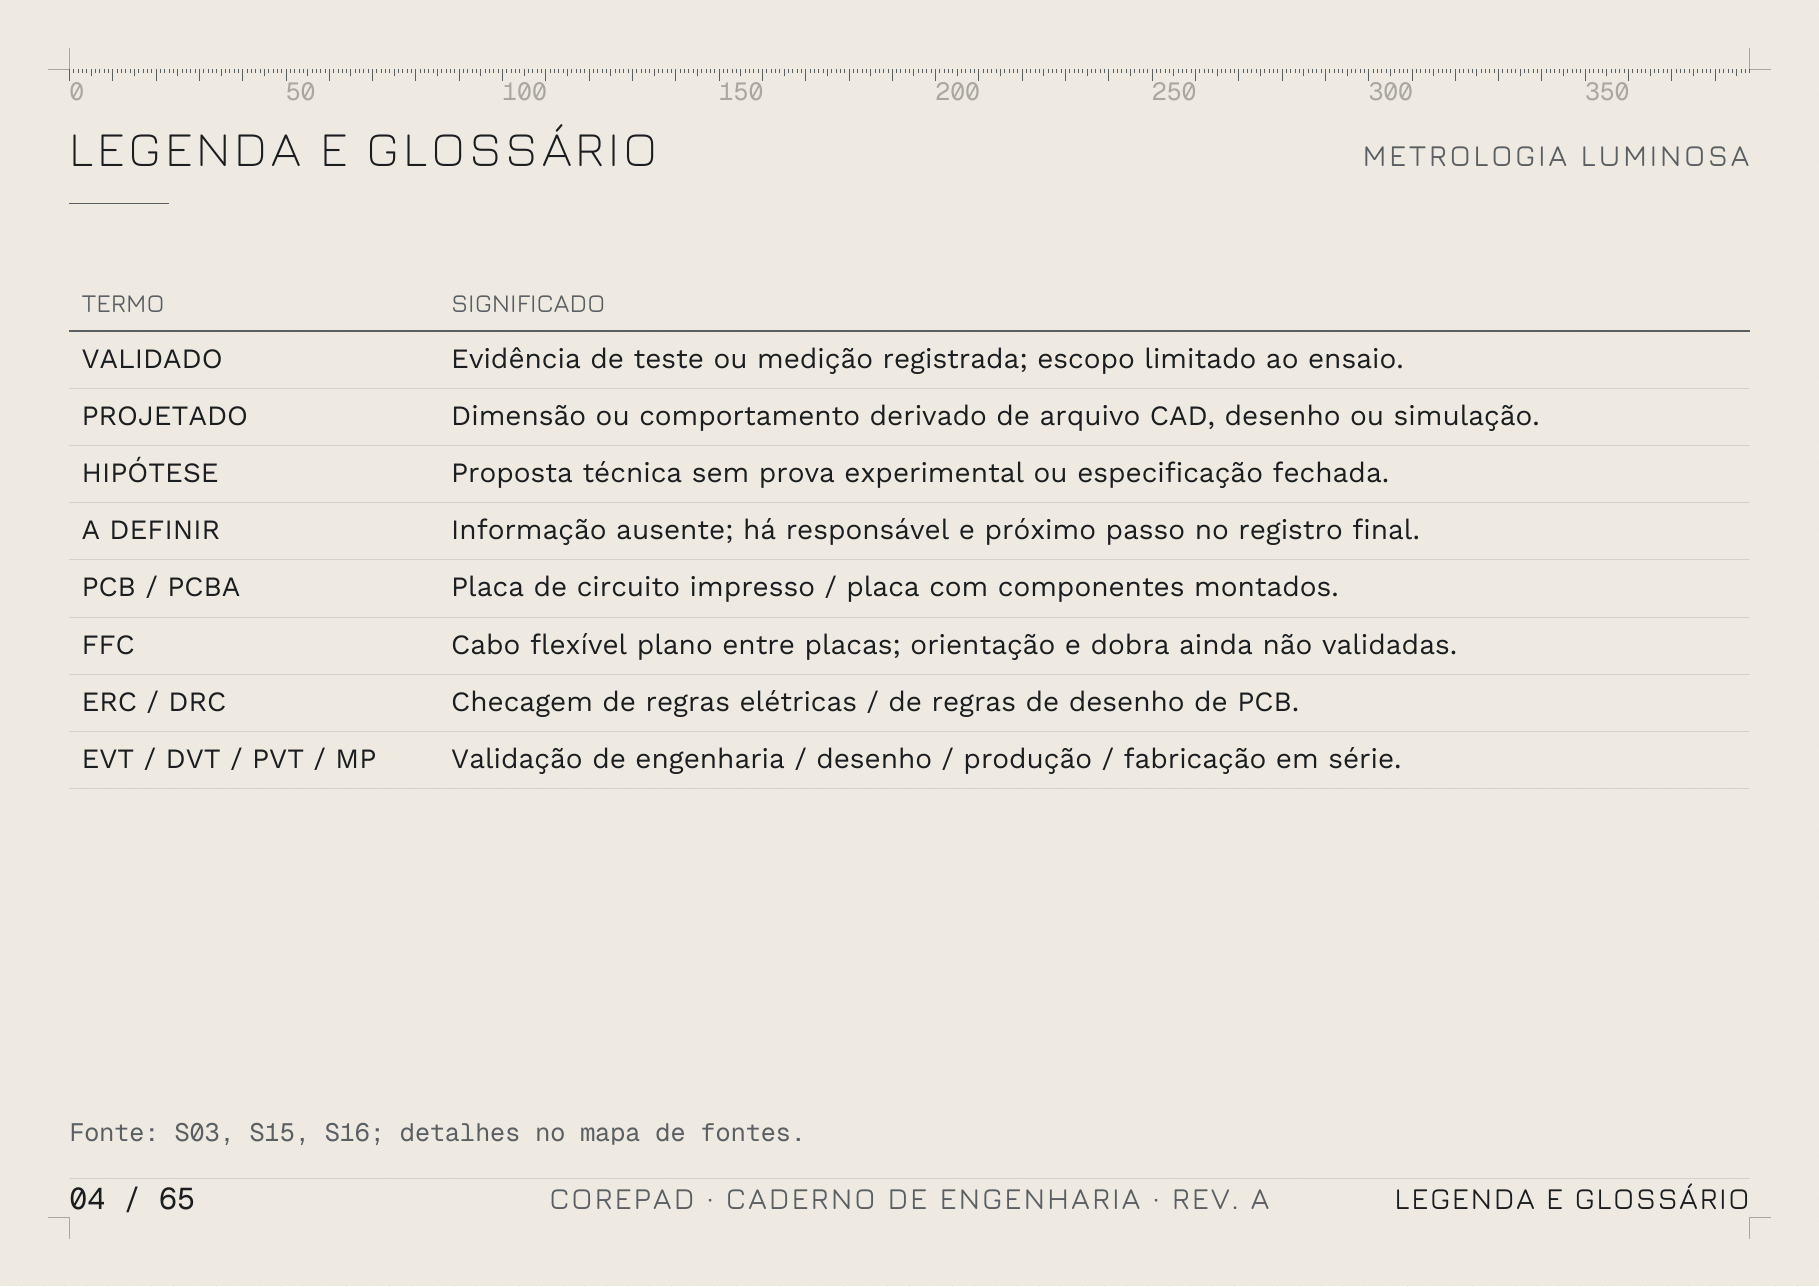 0 50 100 150 200 250 300 350
LEGENDA E GLOSSÁRIO METROLOGIA LUMINOSA
TERMO SIGNIFICADO
VALIDADO Evidência de teste ou medição registrada; escopo limitado ao ensaio.
PROJETADO Dimensão ou comportamento derivado de arquivo CAD, desenho ou simulação.
HIPÓTESE Proposta técnica sem prova experimental ou especificação fechada.
A DEFINIR Informação ausente; há responsável e próximo passo no registro final.
PCB / PCBA Placa de circuito impresso / placa com componentes montados.
FFC Cabo flexível plano entre placas; orientação e dobra ainda não validadas.
ERC / DRC Checagem de regras elétricas / de regras de desenho de PCB.
EVT / DVT / PVT / MP Validação de engenharia / desenho / produção / fabricação em série.
Fonte: S03, S15, S16; detalhes no mapa de fontes.
04 / 65 COREPAD · CADERNO DE ENGENHARIA · REV. A LEGENDA E GLOSSÁRIO